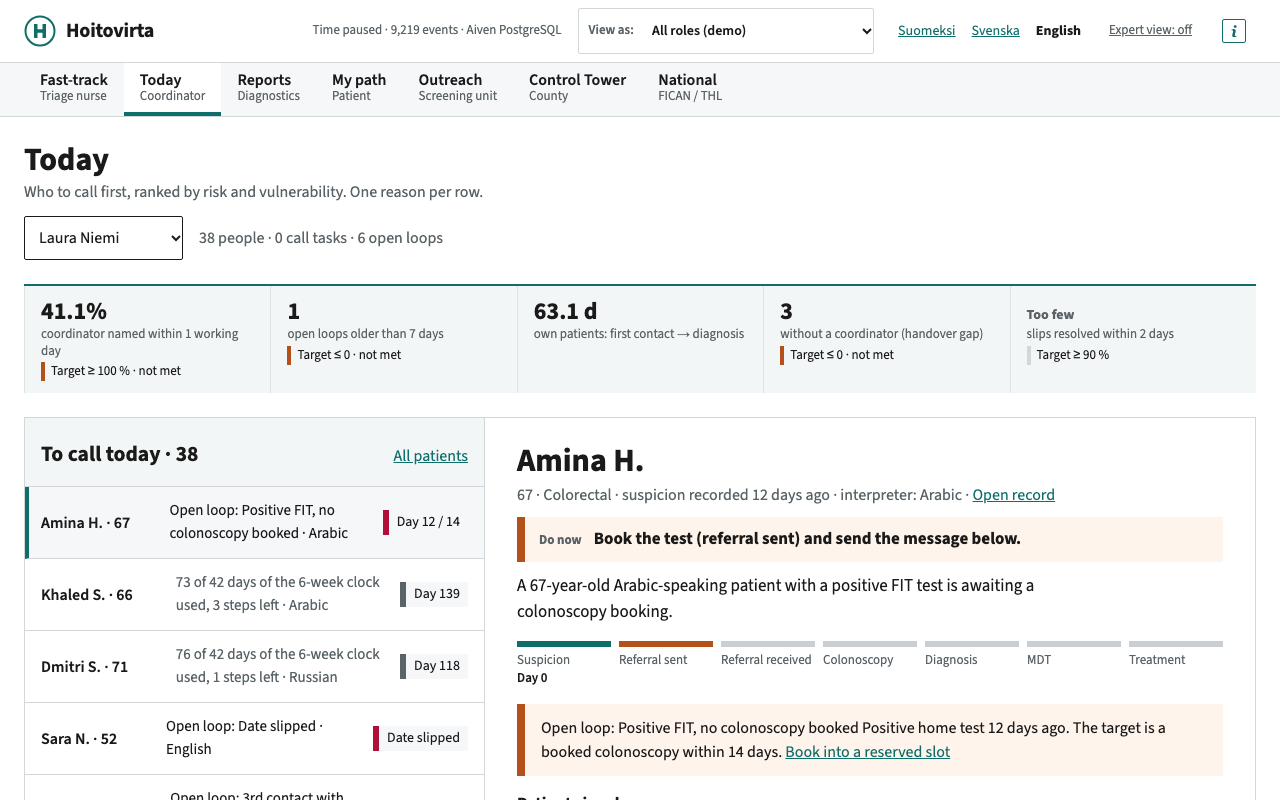 H Hoitovirta
Time paused · 9,219 events · Aiven PostgreSQL
View as: All roles (demo)
Suomeksi Svenska English Expert view: off i
Fast-track
Triage nurse
Today
Coordinator
Reports
Diagnostics
My path
Patient
Outreach
Screening unit
Control Tower
County
National
FICAN / THL
Today
Who to call first, ranked by risk and vulnerability. One reason per row.
Laura Niemi
38 people · 0 call tasks · 6 open loops
41.1%
coordinator named within 1 working
day
Target ≥ 100 % · not met
1
open loops older than 7 days
Target ≤ 0 · not met
63.1 d
own patients: first contact → diagnosis
3
without a coordinator (handover gap)
Target ≤ 0 · not met
Too few
slips resolved within 2 days
Target ≥ 90 %
To call today · 38
All patients
Amina H. · 67
Open loop: Positive FIT, no
colonoscopy booked · Arabic
Day 12 / 14
Khaled S. · 66
73 of 42 days of the 6-week clock
used, 3 steps left · Arabic
Day 139
Dmitri S. · 71
76 of 42 days of the 6-week clock
used, 1 steps left · Russian
Day 118
Sara N. · 52
Open loop: Date slipped ·
English
Date slipped
Open loop: 3rd contact with
Amina H.
67 · Colorectal · suspicion recorded 12 days ago · interpreter: Arabic · Open record
Do now Book the test (referral sent) and send the message below.
A 67-year-old Arabic-speaking patient with a positive FIT test is awaiting a
colonoscopy booking.
Suspicion
Day 0
Referral sent
Referral received
Colonoscopy
Diagnosis
MDT
Treatment
Open loop: Positive FIT, no colonoscopy booked Positive home test 12 days ago. The target is a
booked colonoscopy within 14 days. Book into a reserved slot